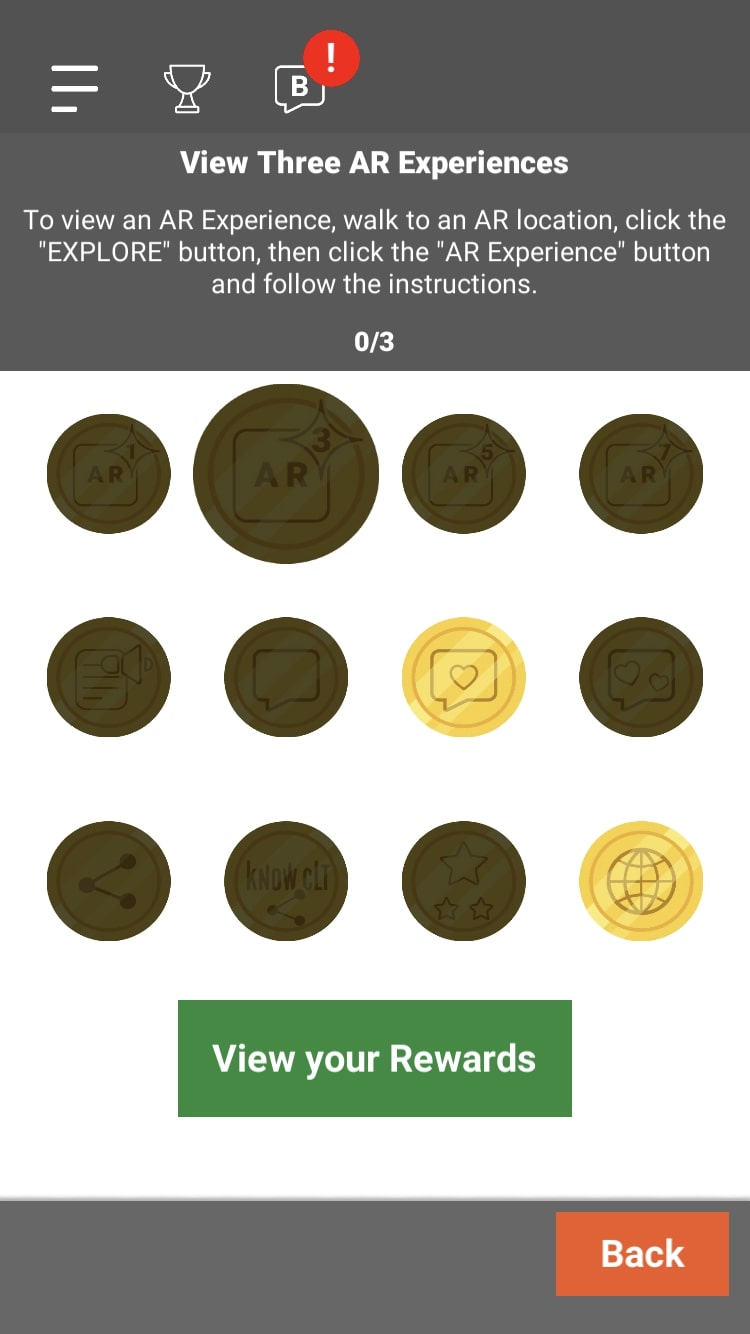 B
!
View Three AR Experiences
To view an AR Experience, walk to an AR location, click the
"EXPLORE" button, then click the "AR Experience" button
and follow the instructions.
0/3
AR 1
AR 3
AR 5
AR 7
kNOW cLT
View your Rewards
Back